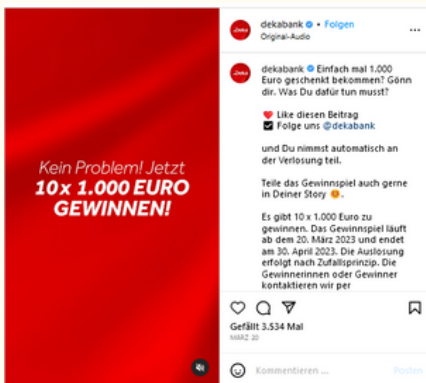 Kein Problem! Jetzt
10 x 1.000 EURO
GEWINNEN!
dekabank • Folgen
Original-Audio
dekabank Einfach mal 1.000
Euro geschenkt bekommen? Gönn
dir. Was Du dafür tun musst?
Like diesen Beitrag
Folge uns @dekabank
und Du nimmst automatisch an
der Verlosung teil.
Teile das Gewinnspiel auch gerne
in Deiner Story 😊.
Es gibt 10 x 1.000 Euro zu
gewinnen. Das Gewinnspiel läuft
ab dem 20. März 2023 und endet
am 30. April 2023. Die Auslosung
erfolgt nach Zufallsprinzip. Die
Gewinnerinnen oder Gewinner
kontaktieren wir per
Gefällt 3.534 Mal
MÄRZ 20
Kommentieren ...
Posten